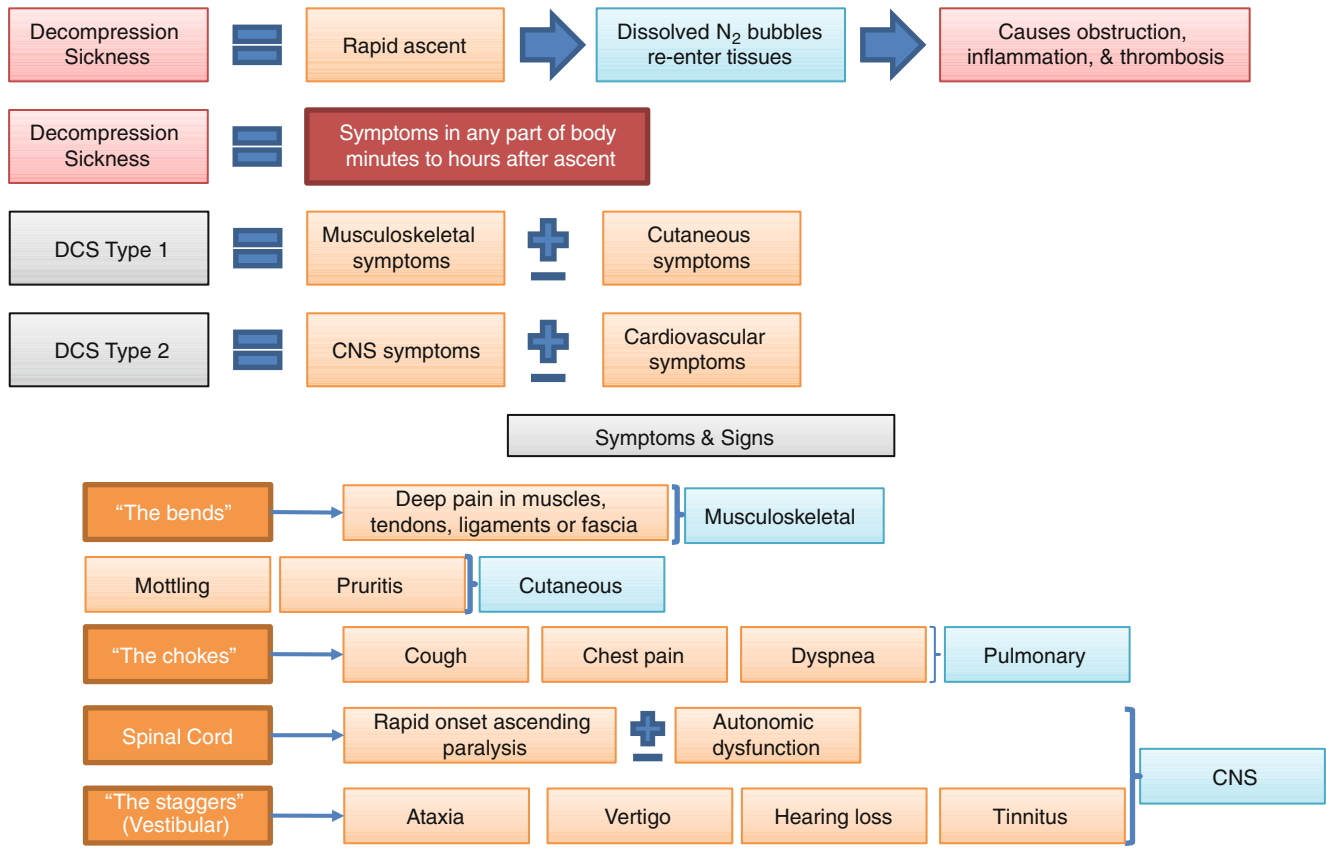 Decompression
Sickness
Rapid ascent
Dissolved N₂ bubbles
re-enter tissues
Causes obstruction,
inflammation, & thrombosis
Decompression
Sickness
Symptoms in any part of body
minutes to hours after ascent
DCS Type 1
Musculoskeletal
symptoms
Cutaneous
symptoms
DCS Type 2
CNS symptoms
Cardiovascular
symptoms
Symptoms & Signs
“The bends”
Deep pain in muscles,
tendons, ligaments or fascia
Musculoskeletal
Mottling
Pruritis
Cutaneous
“The chokes”
Cough
Chest pain
Dyspnea
Pulmonary
Spinal Cord
Rapid onset ascending
paralysis
Autonomic
dysfunction
CNS
“The staggers”
(Vestibular)
Ataxia
Vertigo
Hearing loss
Tinnitus